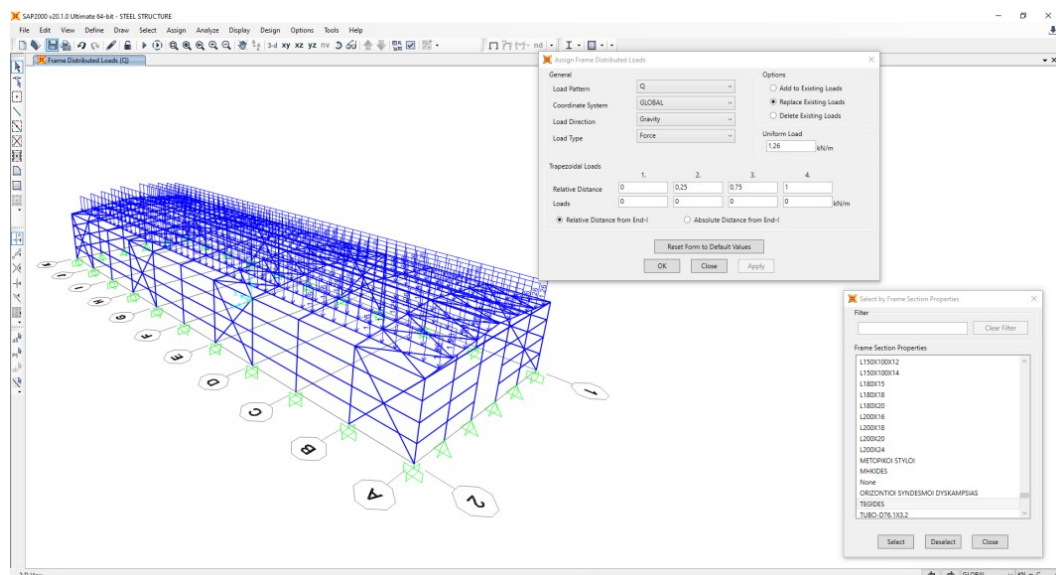 SAP2000 v20.1.0 Ultimate 64-bit - STEEL STRUCTURE
File Edit View Define Draw Select Assign Analyze Display Design Options Tools Help
3-d xy xz yz nv
nd
Frame Distributed Loads (Q)
Assign Frame Distributed Loads
General
Load Pattern Q
Coordinate System GLOBAL
Load Direction Gravity
Load Type Force
Options
Add to Existing Loads
Replace Existing Loads
Delete Existing Loads
Uniform Load
1,26 kN/m
Trapezoidal Loads
1. 2. 3. 4.
Relative Distance 0 0,25 0,75 1
Loads 0 0 0 0 kN/m
Relative Distance from End-I Absolute Distance from End-I
Reset Form to Default Values
OK Close Apply
Select by Frame Section Properties
Filter
Clear Filter
Frame Section Properties
L150X100X12
L150X100X14
L180X15
L180X18
L180X20
L200X16
L200X18
L200X20
L200X24
METOPIKOI STYLOI
MHKIDES
None
ORIZONTIOI SYNDESMOI DYSKAMPSIAS
TEGIDES
TUBO-D76.1X3.2
Select Deselect Close
H
G
F
E
D
C
B
A
1
2
3-D View
GLOBAL